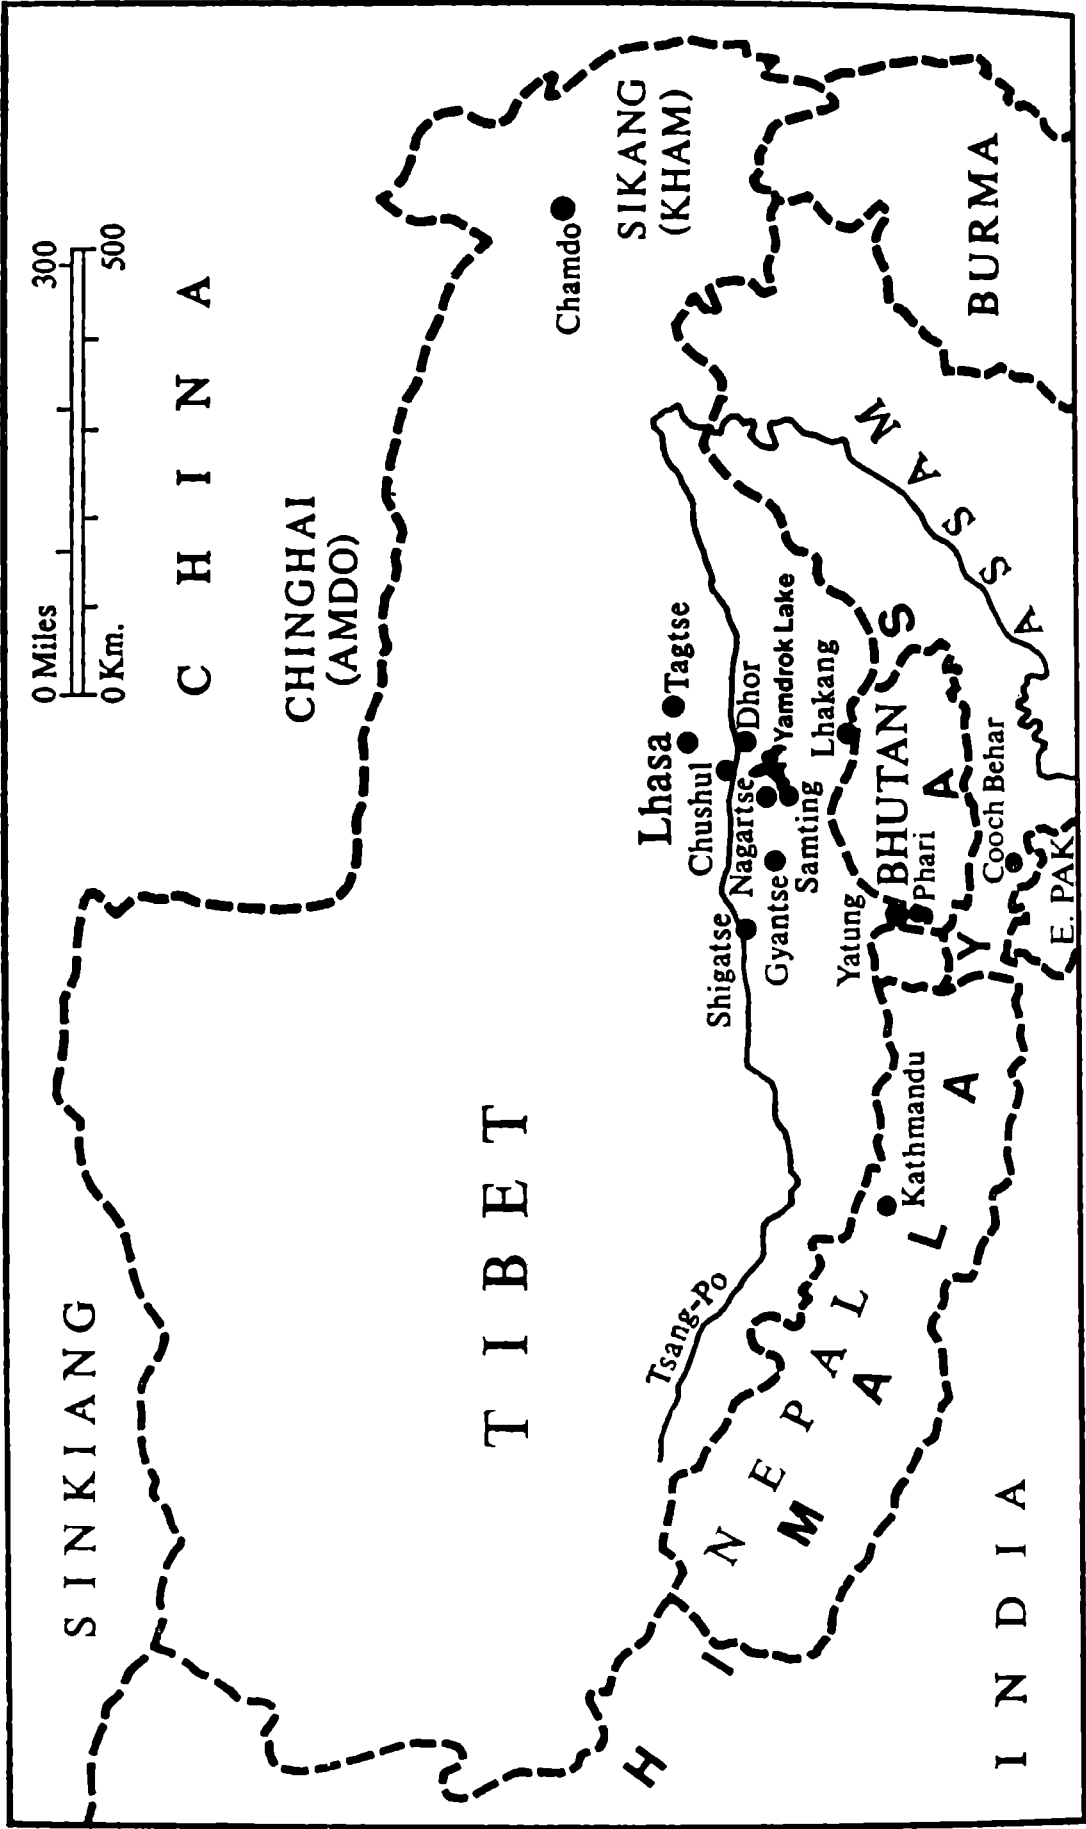 SINKIANG
CHINA
0 Miles 300
0 Km. 500
CHINGHAI
(AMDO)
TIBET
Chamdo
SIKANG
(KHAM)
Tsang-Po
Lhasa
Tagtse
Chushul
Dhor
Shigatse
Nagartse
Yamdrok Lake
Gyantse
Samting
Lhakang
Yatung
Phari
BHUTAN
NEPAL
Kathmandu
HIMALAYAS
Cooch Behar
ASSAM
BURMA
E. PAK.
INDIA